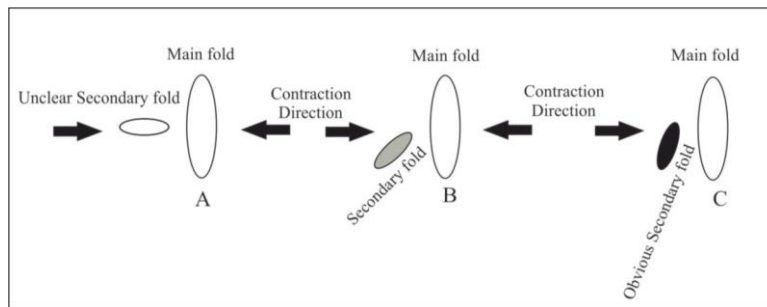 Main fold
Unclear Secondary fold
A
Contraction
Direction
Main fold
Secondary fold
B
Contraction
Direction
Main fold
Obvious Secondary fold
C